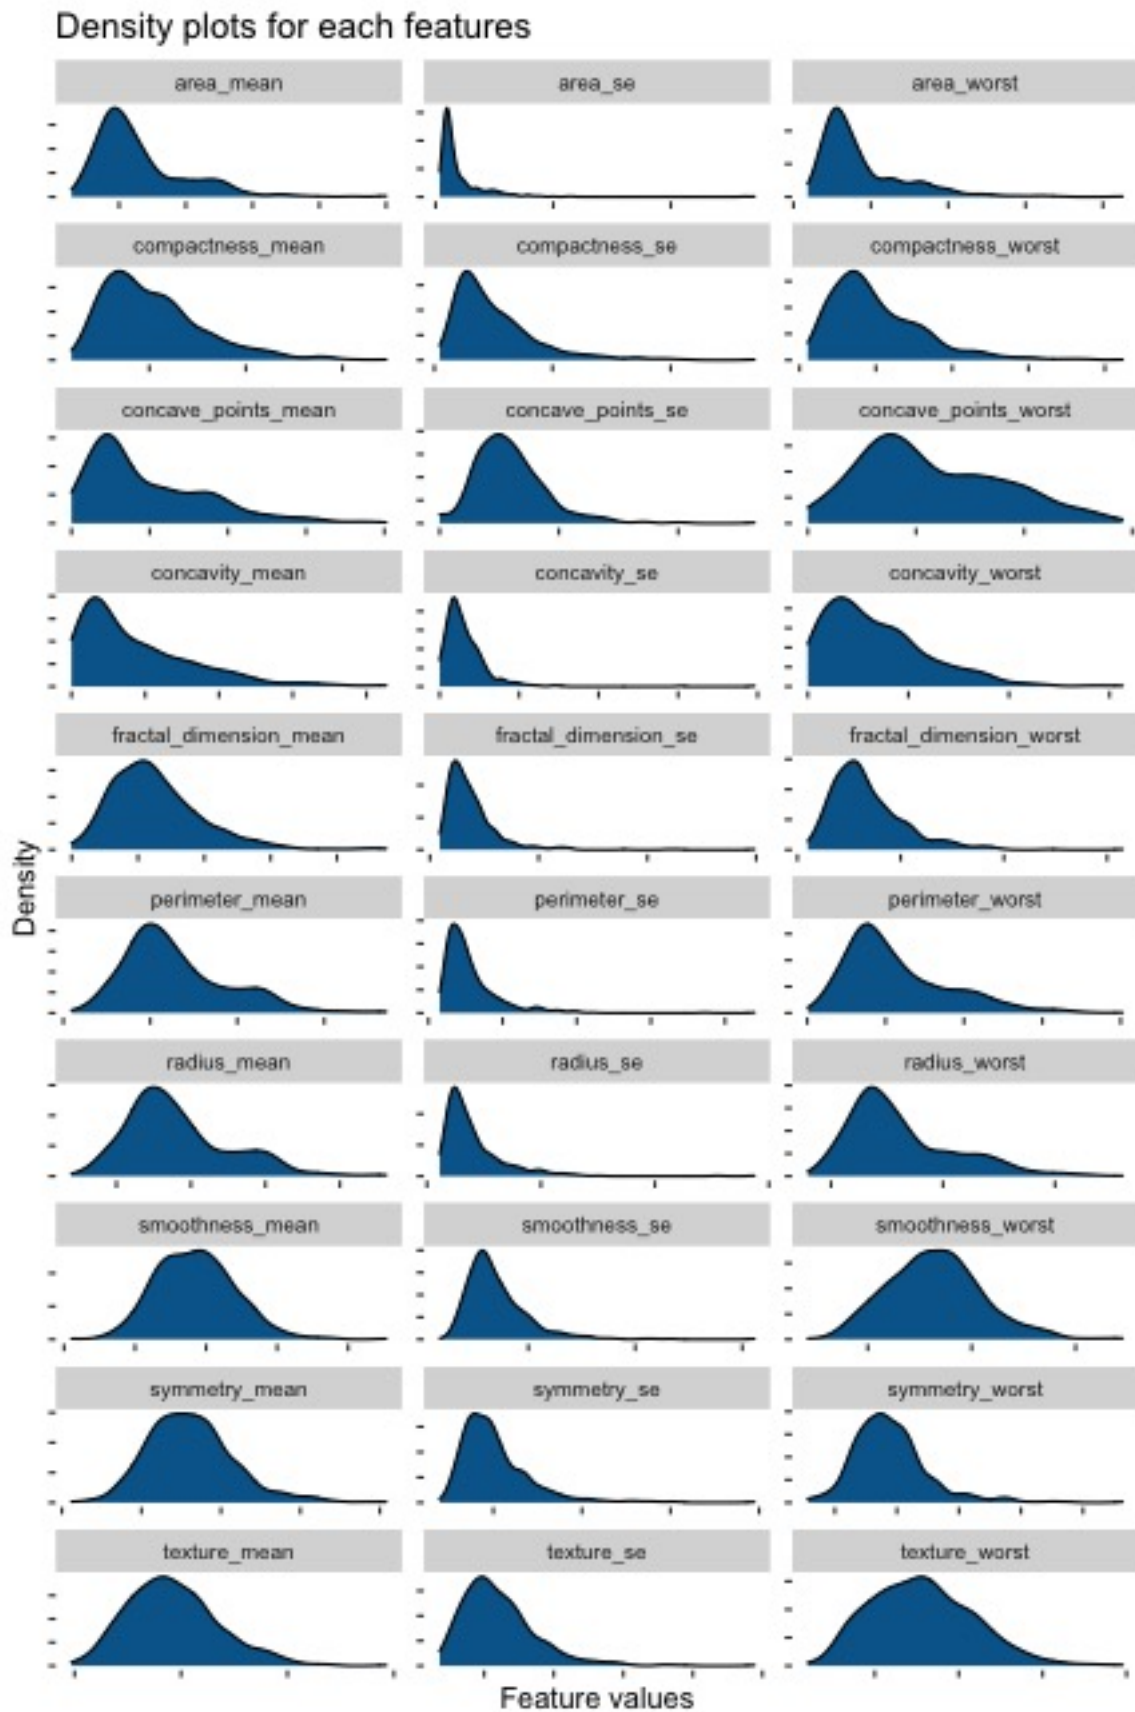 Density plots for each features
area_mean
area_se
area_worst
compactness_mean
compactness_se
compactness_worst
concave_points_mean
concave_points_se
concave_points_worst
concavity_mean
concavity_se
concavity_worst
fractal_dimension_mean
fractal_dimension_se
fractal_dimension_worst
perimeter_mean
perimeter_se
perimeter_worst
radius_mean
radius_se
radius_worst
smoothness_mean
smoothness_se
smoothness_worst
symmetry_mean
symmetry_se
symmetry_worst
texture_mean
texture_se
texture_worst
Density
Feature values